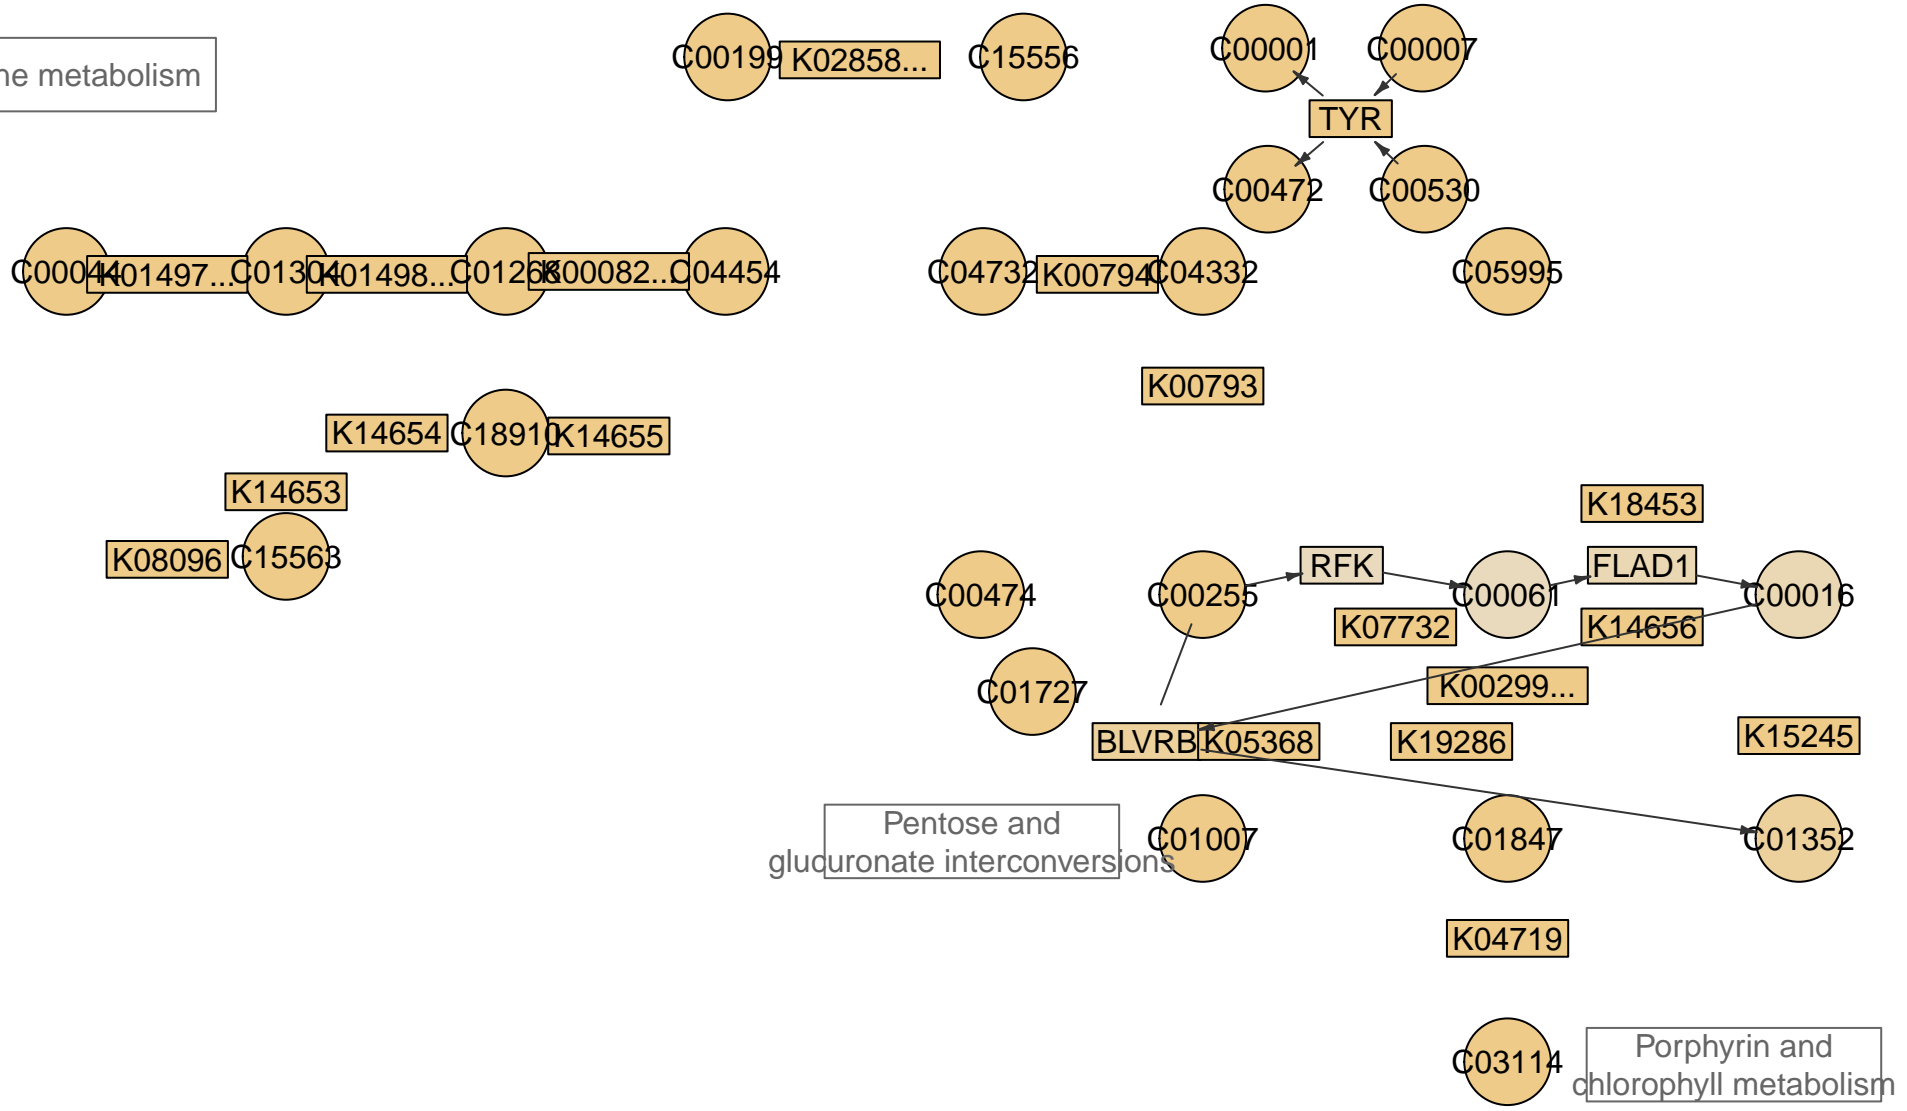 C00199
K02858...
C15556
C00001
C00007
ne metabolism
TYR
C00472
C00530
C00044
K01497...
C01304
K01498...
C01268
K00082...
C04454
C04732
K00794
C04332
C05995
K00793
K14654
C18910
K14655
K14653
K18453
K08096
C15563
RFK
FLAD1
C00474
C00255
C00061
C00016
K07732
K14656
C01727
K00299...
BLVRB
K05368
K19286
K15245
Pentose and
glucuronate interconversions
C01007
C01847
C01352
K04719
C03114
Porphyrin and
chlorophyll metabolism